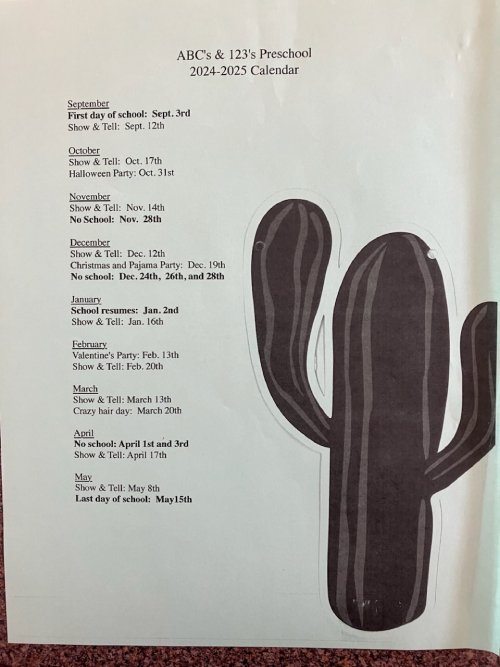 ABC's & 123's Preschool
2024-2025 Calendar
September
First day of school: Sept. 3rd
Show & Tell: Sept. 12th
October
Show & Tell: Oct. 17th
Halloween Party: Oct. 31st
November
Show & Tell: Nov. 14th
No School: Nov. 28th
December
Show & Tell: Dec. 12th
Christmas and Pajama Party: Dec. 19th
No school: Dec. 24th, 26th, and 28th
January
School resumes: Jan. 2nd
Show & Tell: Jan. 16th
February
Valentine's Party: Feb. 13th
Show & Tell: Feb. 20th
March
Show & Tell: March 13th
Crazy hair day: March 20th
April
No school: April 1st and 3rd
Show & Tell: April 17th
May
Show & Tell: May 8th
Last day of school: May15th